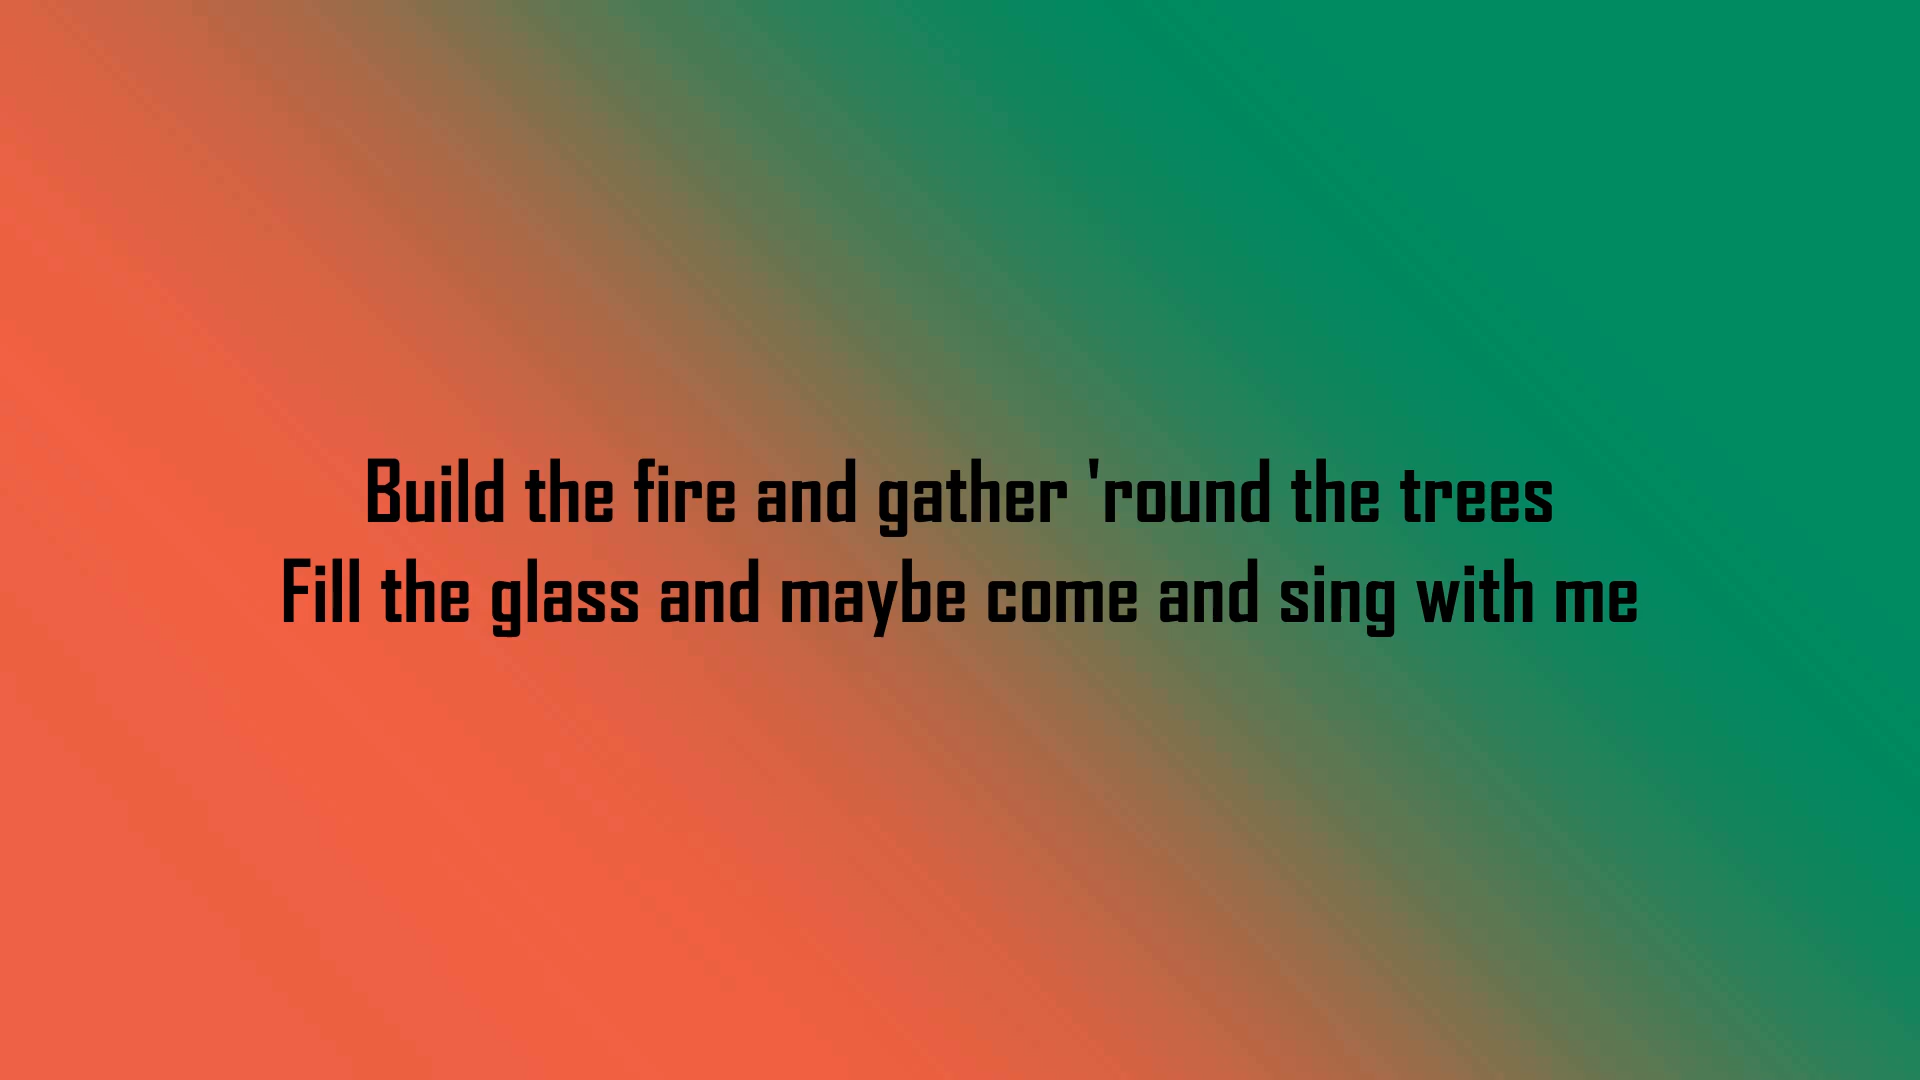 Build the fire and gather 'round the trees
Fill the glass and maybe come and sing with me